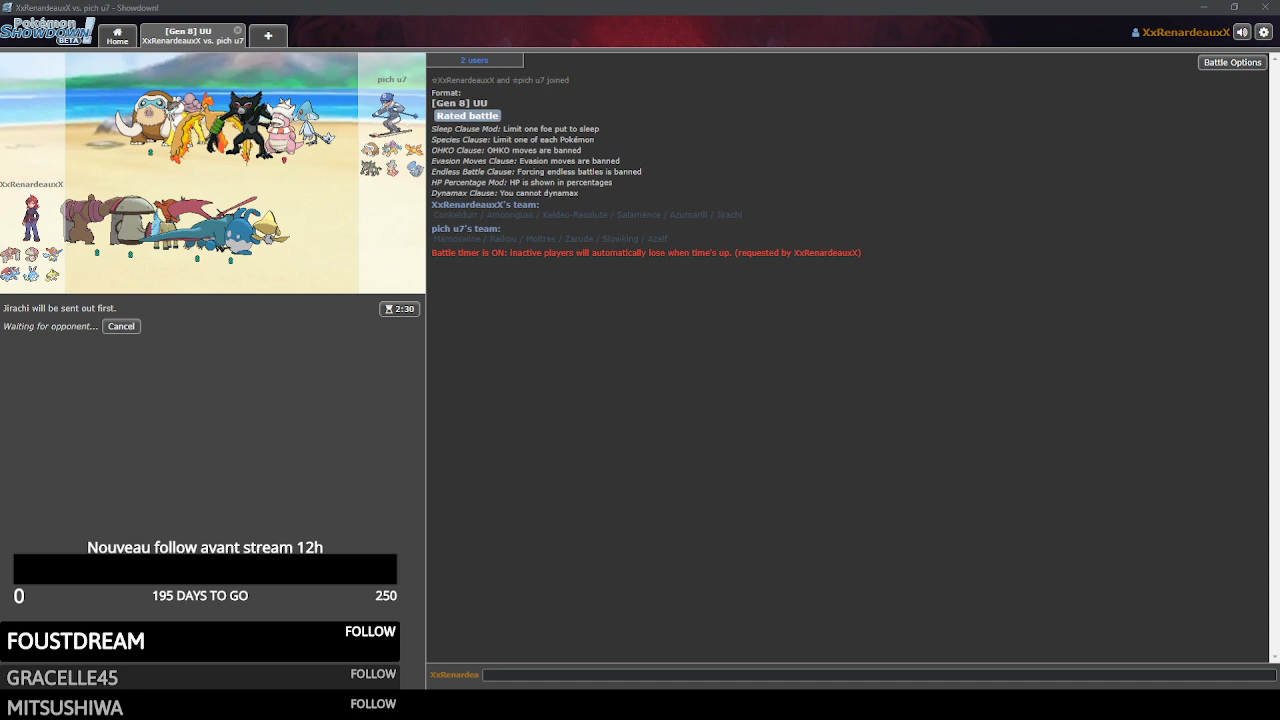 XxRenardeauxX vs. pich u7 - Showdown!
Pokémon
Showdown!
BETA
Home
[Gen 8] UU
XxRenardeauxX vs. pich u7
+
XxRenardeauxX
pich u7
XxRenardeauxX
Jirachi will be sent out first.
2:30
Waiting for opponent... Cancel
Nouveau follow avant stream 12h
0 195 DAYS TO GO 250
FOUSTDREAM FOLLOW
GRACELLE45 FOLLOW
MITSUSHIWA FOLLOW
2 users
Battle Options
☆XxRenardeauxX and ☆pich u7 joined
Format:
[Gen 8] UU
Rated battle
Sleep Clause Mod: Limit one foe put to sleep
Species Clause: Limit one of each Pokémon
OHKO Clause: OHKO moves are banned
Evasion Moves Clause: Evasion moves are banned
Endless Battle Clause: Forcing endless battles is banned
HP Percentage Mod: HP is shown in percentages
Dynamax Clause: You cannot dynamax
XxRenardeauxX's team:
Conkeldurr / Amoonguss / Keldeo-Resolute / Salamence / Azumarill / Jirachi
pich u7's team:
Mamoswine / Raikou / Moltres / Zarude / Slowking / Azelf
Battle timer is ON: inactive players will automatically lose when time's up. (requested by XxRenardeauxX)
XxRenardea